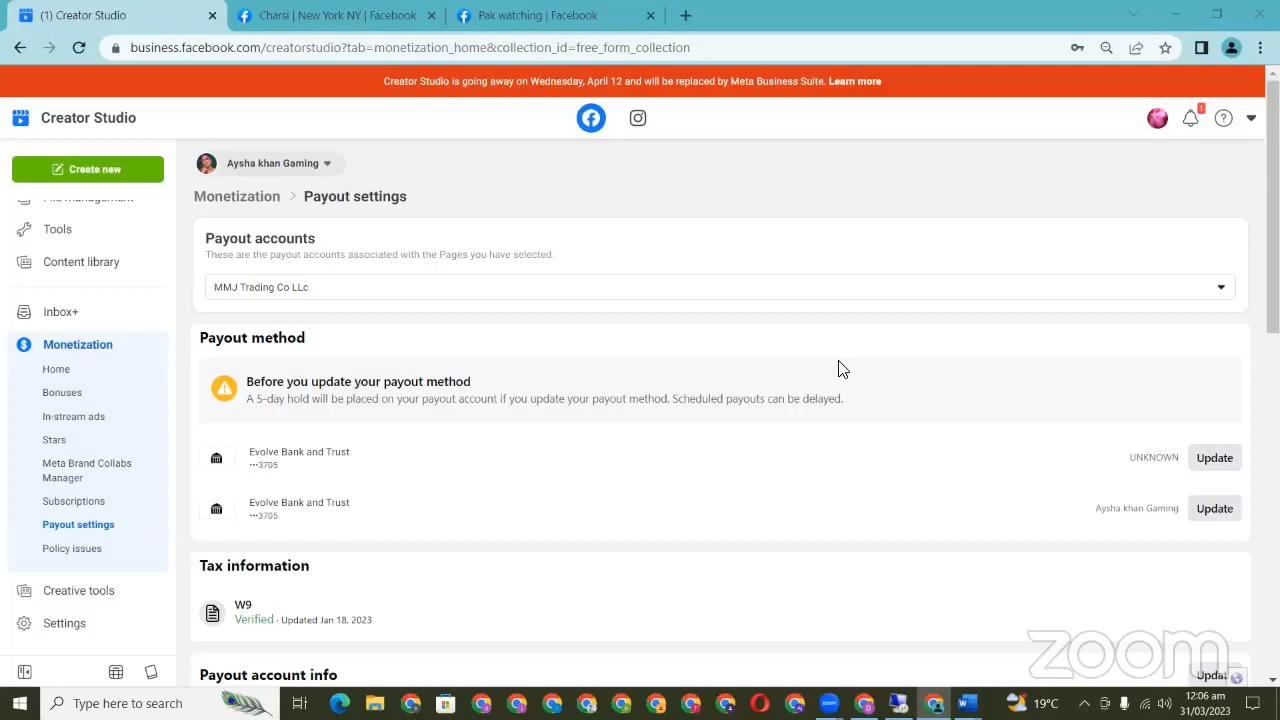 (1) Creator Studio
Charsi | New York NY | Facebook
Pak watching | Facebook
business.facebook.com/creatorstudio?tab=monetization_home&collection_id=free_form_collection
Creator Studio is going away on Wednesday, April 12 and will be replaced by Meta Business Suite. Learn more
Creator Studio
1
Create new
Tools
Content library
Inbox+
Monetization
Home
Bonuses
In-stream ads
Stars
Meta Brand Collabs
Manager
Subscriptions
Payout settings
Policy issues
Creative tools
Settings
Aysha khan Gaming
Monetization > Payout settings
Payout accounts
These are the payout accounts associated with the Pages you have selected.
MMJ Trading Co LLc
Payout method
Before you update your payout method
A 5-day hold will be placed on your payout account if you update your payout method. Scheduled payouts can be delayed.
Evolve Bank and Trust
•••3705
UNKNOWN
Update
Evolve Bank and Trust
•••3705
Aysha khan Gaming
Update
Tax information
W9
Verified · Updated Jan 18, 2023
Payout account info
zoom
Type here to search
zoom
19°C
12:06 am
31/03/2023